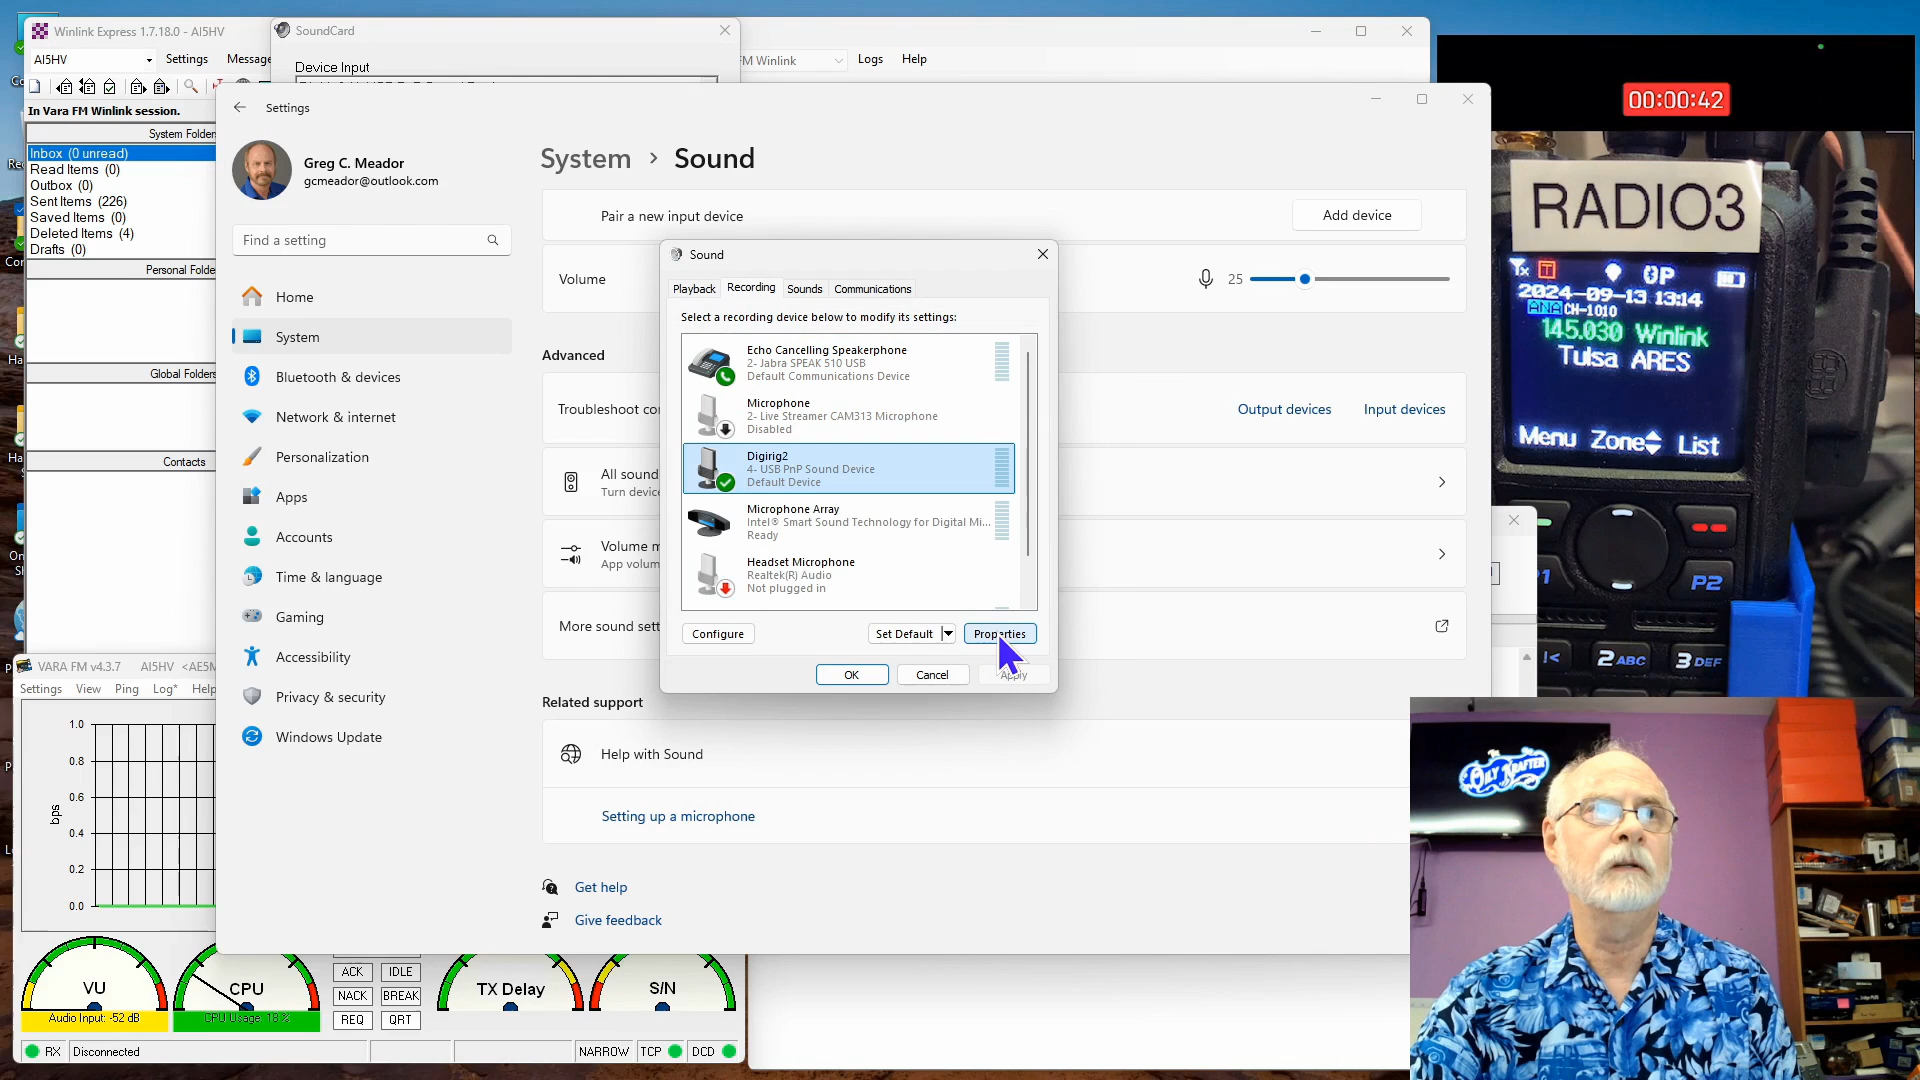 Winlink Express 1.7.18.0 - AI5HV
AI5HV
Settings
Message
In Vara FM Winlink session.
System Folders
Inbox (0 unread)
Read Items (0)
Outbox (0)
Sent Items (226)
Saved Items (0)
Deleted Items (4)
Drafts (0)
Contacts
SoundCard
Device Input
FM Winlink
Logs
Help
Settings
Greg C. Meador
gcmeador@outlook.com
Find a setting
Home
System
Bluetooth & devices
Network & internet
Personalization
Apps
Accounts
Time & language
Gaming
Accessibility
Privacy & security
Windows Update
System > Sound
Pair a new input device
Add device
Volume
25
Advanced
Output devices
Input devices
All sound
App volum
More sound sett
Related support
Help with Sound
Setting up a microphone
Get help
Give feedback
Sound
Playback
Recording
Sounds
Communications
Select a recording device below to modify its settings:
Echo Cancelling Speakerphone
2- Jabra SPEAK 510 USB
Default Communications Device
Microphone
2- Live Streamer CAM313 Microphone
Disabled
Digirig2
4- USB PnP Sound Device
Default Device
Microphone Array
Intel® Smart Sound Technology for Digital Mi...
Ready
Headset Microphone
Realtek(R) Audio
Not plugged in
Configure
Set Default
Properties
OK
Cancel
Apply
VARA FM v4.3.7 AI5HV <AE5M
Settings View Ping Log* Help
1.0
0.8
0.6
0.4
0.2
0.0
bps
VU
Audio Input: -52 dB
CPU
CPU Usage: 18 %
ACK
IDLE
NACK
BREAK
REQ
QRT
TX Delay
S/N
RX
Disconnected
NARROW
TCP
DCD
00:00:42
RADIO3
2024-09-13 13:14
ANA CH-1010
145.030 Winlink
Tulsa ARES
Menu Zone List
P1
P2
2 ABC
3 DEF
OILY KRAFTER